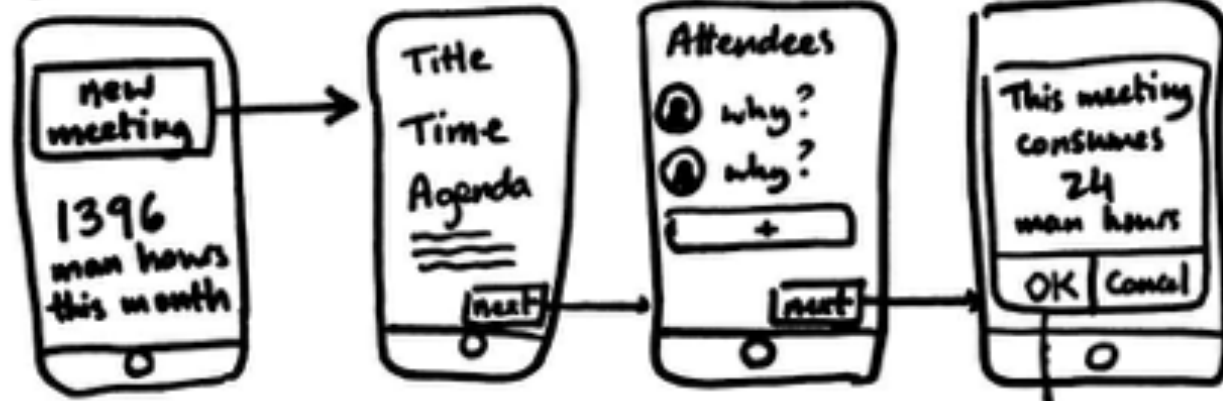 new
meeting
1396
man hours
this month
Title
Time
Agenda
next
Attendees
why?
why?
+
next
This meeting
consumes
24
man hours
OK
Cancel